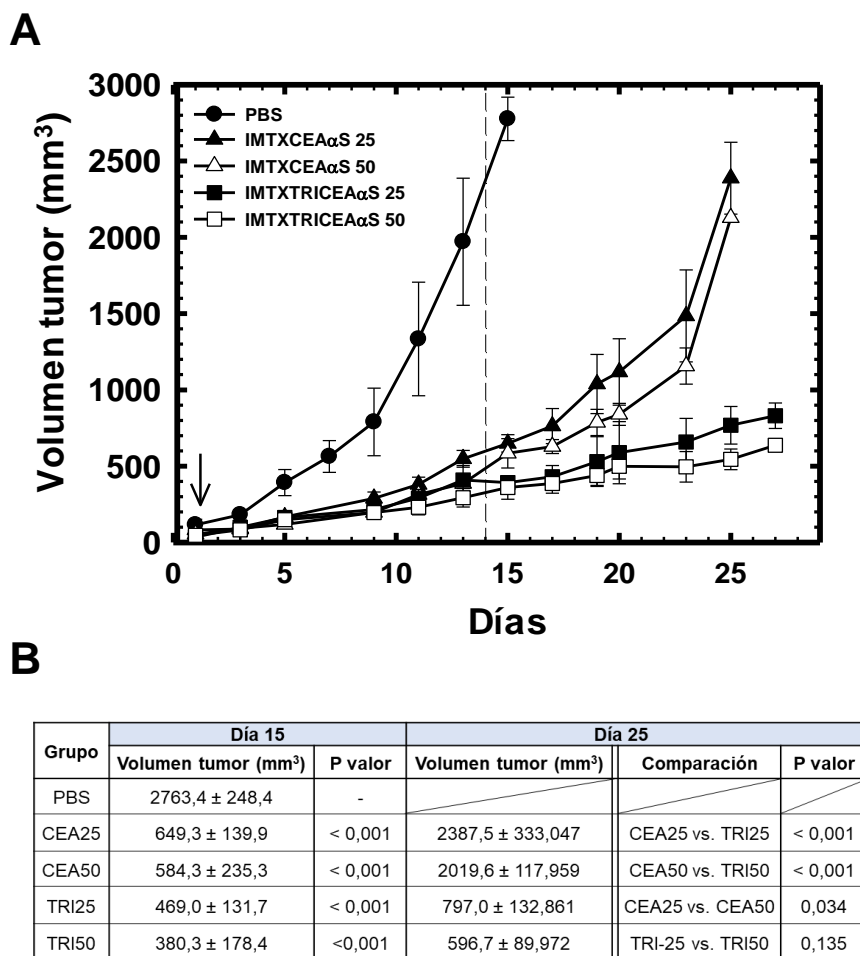 A
3000
2500
2000
1500
1000
500
0
Volumen tumor (mm³)
PBS
IMTXCEAαS 25
IMTXCEAαS 50
IMTXTRICEAαS 25
IMTXTRICEAαS 50
0 5 10 15 20 25
Días
B
Grupo Día 15 Día 25
Volumen tumor (mm³) P valor Volumen tumor (mm³) Comparación P valor
PBS 2763,4 ± 248,4 -
CEA25 649,3 ± 139,9 < 0,001 2387,5 ± 333,047 CEA25 vs. TRI25 < 0,001
CEA50 584,3 ± 235,3 < 0,001 2019,6 ± 117,959 CEA50 vs. TRI50 < 0,001
TRI25 469,0 ± 131,7 < 0,001 797,0 ± 132,861 CEA25 vs. CEA50 0,034
TRI50 380,3 ± 178,4 <0,001 596,7 ± 89,972 TRI-25 vs. TRI50 0,135